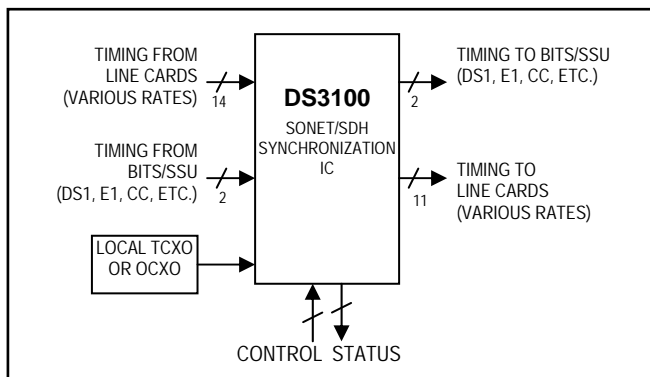 TIMING FROM
LINE CARDS
(VARIOUS RATES)
14
TIMING FROM
BITS/SSU
(DS1, E1, CC, ETC.)
2
LOCAL TCXO
OR OCXO
DS3100
SONET/SDH
SYNCHRONIZATION
IC
TIMING TO BITS/SSU
(DS1, E1, CC, ETC.)
2
TIMING TO
LINE CARDS
(VARIOUS RATES)
11
CONTROL STATUS